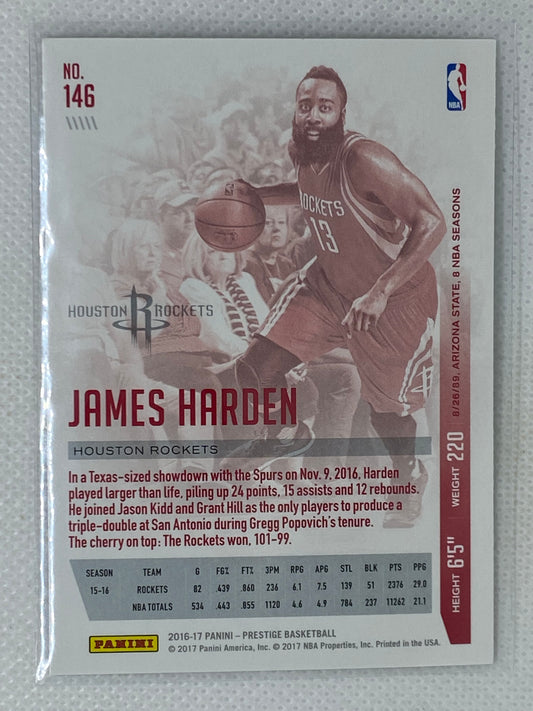 NO.
146
NBA
ROCKETS
13
8/26/89, ARIZONA STATE, 8 NBA SEASONS
WEIGHT 220
HEIGHT 6'5"
HOUSTON R ROCKETS
JAMES HARDEN
HOUSTON ROCKETS
In a Texas-sized showdown with the Spurs on Nov. 9, 2016, Harden
played larger than life, piling up 24 points, 15 assists and 12 rebounds.
He joined Jason Kidd and Grant Hill as the only players to produce a
triple-double at San Antonio during Gregg Popovich's tenure.
The cherry on top: The Rockets won, 101-99.
SEASON TEAM G FG% FT% 3PM RPG APG STL BLK PTS PPG
15-16 ROCKETS 82 .439 .860 236 6.1 7.5 139 51 2376 29.0
NBA TOTALS 534 .443 .855 1120 4.6 4.9 784 237 11262 21.1
PANINI
2016-17 PANINI – PRESTIGE BASKETBALL
© 2017 Panini America, Inc. © 2017 NBA Properties, Inc. Printed in the USA.